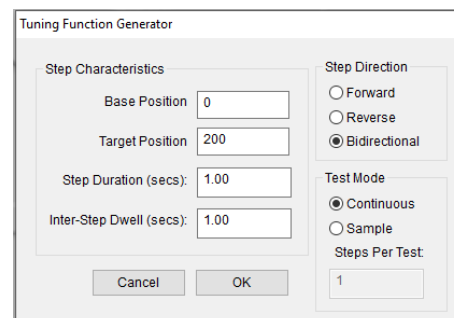 Tuning Function Generator
Step Characteristics
Base Position 0
Target Position 200
Step Duration (secs): 1.00
Inter-Step Dwell (secs): 1.00
Cancel OK
Step Direction
Forward
Reverse
Bidirectional
Test Mode
Continuous
Sample
Steps Per Test:
1